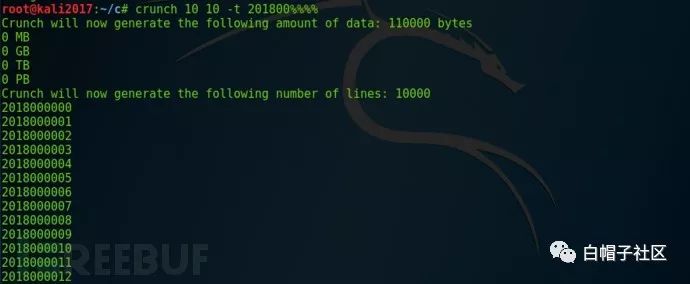 root@kali2017:~/c# crunch 10 10 -t 201800%%%%
Crunch will now generate the following amount of data: 110000 bytes
0 MB
0 GB
0 TB
0 PB
Crunch will now generate the following number of lines: 10000
2018000000
2018000001
2018000002
2018000003
2018000004
2018000005
2018000006
2018000007
2018000008
2018000009
2018000010
2018000011
2018000012
REEBUF
白帽子社区